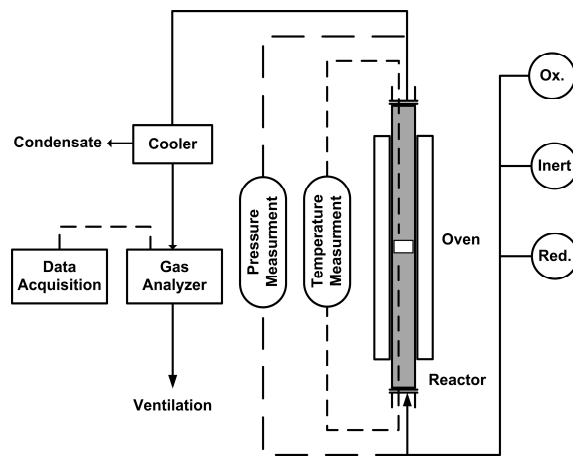 Ox.
Condensate
Cooler
Inert
Pressure
Measurment
Temperature
Measurment
Oven
Red.
Data
Acquisition
Gas
Analyzer
Reactor
Ventilation